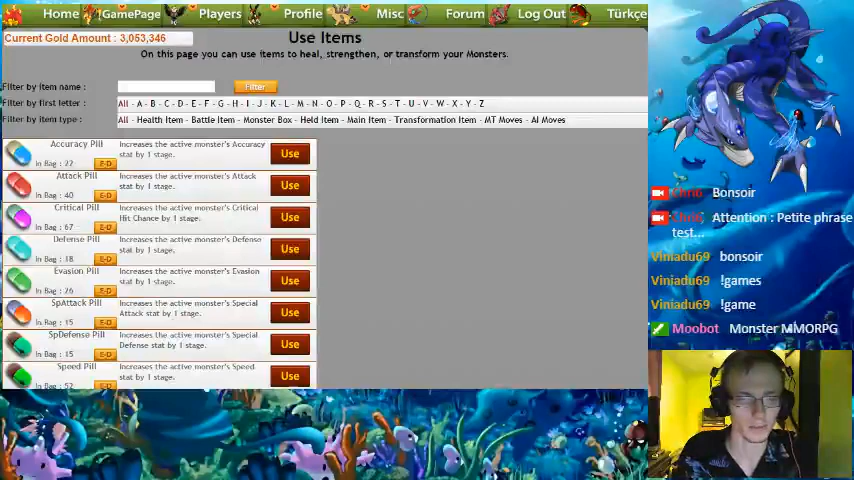 Home GamePage Players Profile Misc Forum Log Out Türkçe
Current Gold Amount : 3,053,346
Use Items
On this page you can use items to heal, strengthen, or transform your Monsters.
Filter by item name : Filter
Filter by first letter : All - A - B - C - D - E - F - G - H - I - J - K - L - M - N - O - P - Q - R - S - T - U - V - W - X - Y - Z
Filter by item type : All - Health Item - Battle Item - Monster Box - Held Item - Main Item - Transformation Item - MT Moves - AI Moves
Accuracy Pill
In Bag : 22 E-D
Increases the active monster's Accuracy
stat by 1 stage.
Use
Attack Pill
In Bag : 40 E-D
Increases the active monster's Attack
stat by 1 stage.
Use
Critical Pill
In Bag : 67 E-D
Increases the active monster's Critical
Hit Chance by 1 stage.
Use
Defense Pill
In Bag : 18 E-D
Increases the active monster's Defense
stat by 1 stage.
Use
Evasion Pill
In Bag : 26 E-D
Increases the active monster's Evasion
stat by 1 stage.
Use
SpAttack Pill
In Bag : 15 E-D
Increases the active monster's Special
Attack stat by 1 stage.
Use
SpDefense Pill
In Bag : 15 E-D
Increases the active monster's Special
Defense stat by 1 stage.
Use
Speed Pill
In Bag : 52 E-D
Increases the active monster's Speed
stat by 1 stage.
Use
Bonsoir
Attention : Petite phrase
test...
Viniadu69 bonsoir
Viniadu69 !games
Viniadu69 !game
Moobot Monster MMORPG